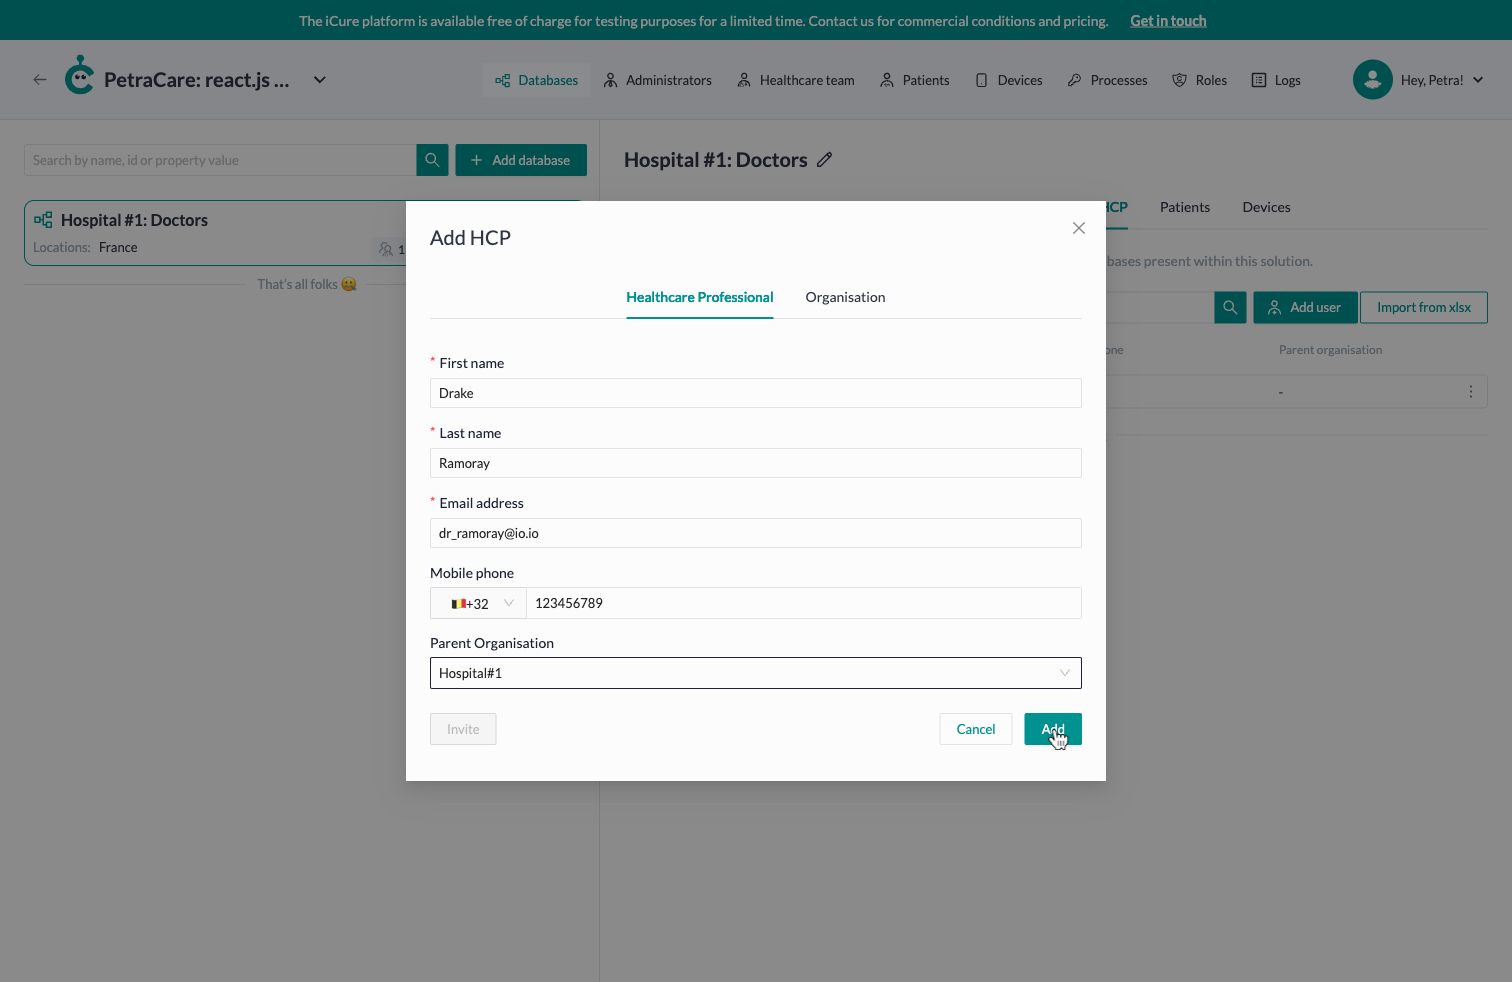 The iCure platform is available free of charge for testing purposes for a limited time. Contact us for commercial conditions and pricing. Get in touch
PetraCare: react.js ...
Databases
Administrators
Healthcare team
Patients
Devices
Processes
Roles
Logs
Hey, Petra!
Search by name, id or property value
Add database
Hospital #1: Doctors
Locations: France
1
That's all folks
Hospital #1: Doctors
HCP
Patients
Devices
bases present within this solution.
Add user
Import from xlsx
one
Parent organisation
-
Add HCP
Healthcare Professional
Organisation
* First name
Drake
* Last name
Ramoray
* Email address
dr_ramoray@io.io
Mobile phone
+32
123456789
Parent Organisation
Hospital#1
Invite
Cancel
Add